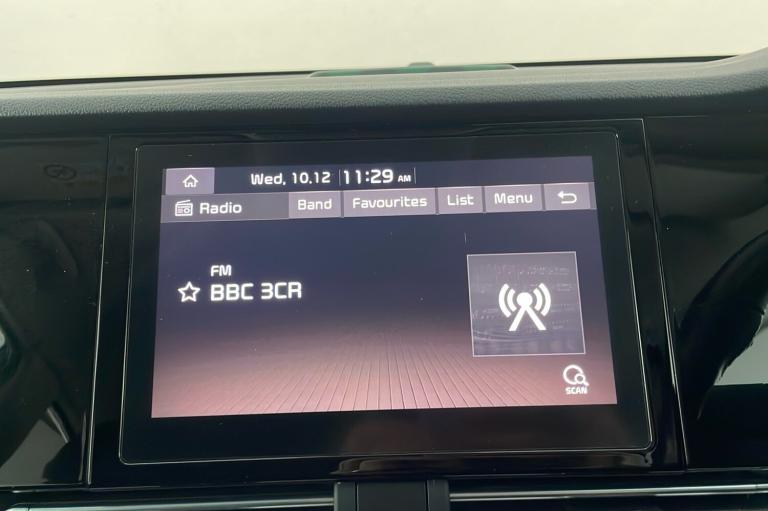 Wed, 10.12 11:29 AM
Radio Band Favourites List Menu
FM
BBC 3CR
SCAN